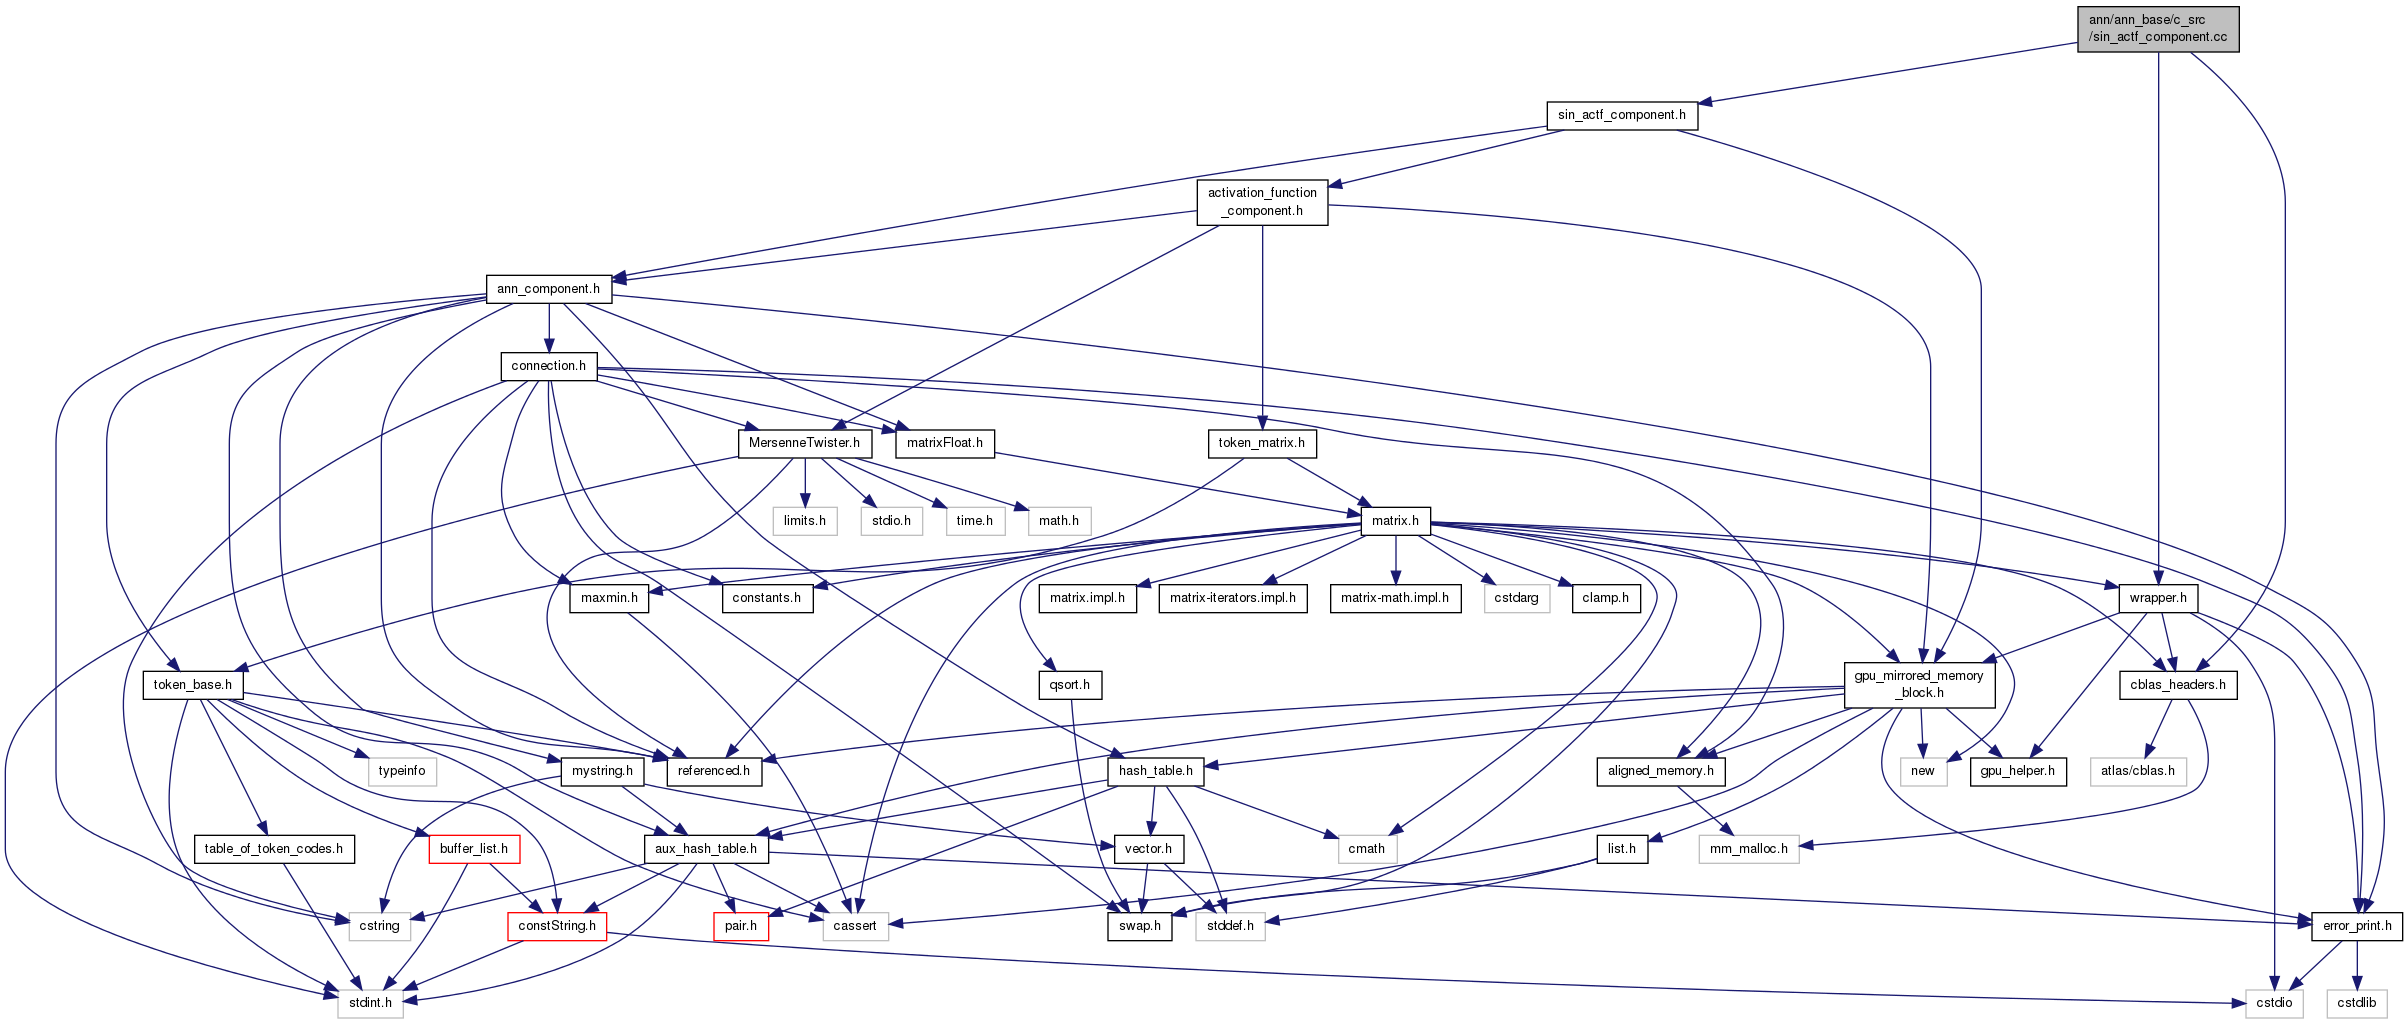 ann/ann_base/c_src
/sin_actf_component.cc
sin_actf_component.h
activation_function
_component.h
ann_component.h
connection.h
MersenneTwister.h
matrixFloat.h
token_matrix.h
limits.h
stdio.h
time.h
math.h
matrix.h
maxmin.h
constants.h
matrix.impl.h
matrix-iterators.impl.h
matrix-math.impl.h
cstdarg
clamp.h
wrapper.h
token_base.h
qsort.h
gpu_mirrored_memory
_block.h
cblas_headers.h
typeinfo
mystring.h
referenced.h
hash_table.h
aligned_memory.h
new
gpu_helper.h
atlas/cblas.h
table_of_token_codes.h
buffer_list.h
aux_hash_table.h
vector.h
cmath
list.h
mm_malloc.h
cstring
constString.h
pair.h
cassert
swap.h
stddef.h
error_print.h
stdint.h
cstdio
cstdlib